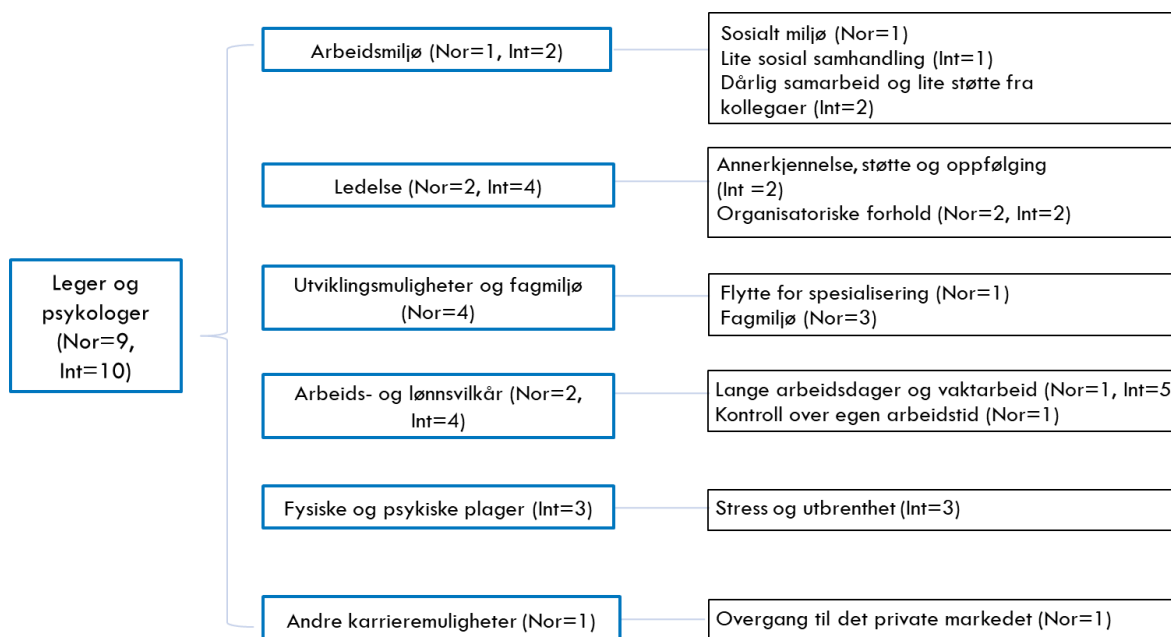 Leger og
psykologer
(Nor=9,
Int=10)
Arbeidsmiljø (Nor=1, Int=2)
Sosialt miljø (Nor=1)
Lite sosial samhandling (Int=1)
Dårlig samarbeid og lite støtte fra
kollegaer (Int=2)
Ledelse (Nor=2, Int=4)
Annerkjennelse, støtte og oppfølging
(Int =2)
Organisatoriske forhold (Nor=2, Int=2)
Utviklingsmuligheter og fagmiljø
(Nor=4)
Flytte for spesialisering (Nor=1)
Fagmiljø (Nor=3)
Arbeids- og lønnsvilkår (Nor=2,
Int=4)
Lange arbeidsdager og vaktarbeid (Nor=1, Int=5
Kontroll over egen arbeidstid (Nor=1)
Fysiske og psykiske plager (Int=3)
Stress og utbrenthet (Int=3)
Andre karrieremuligheter (Nor=1)
Overgang til det private markedet (Nor=1)